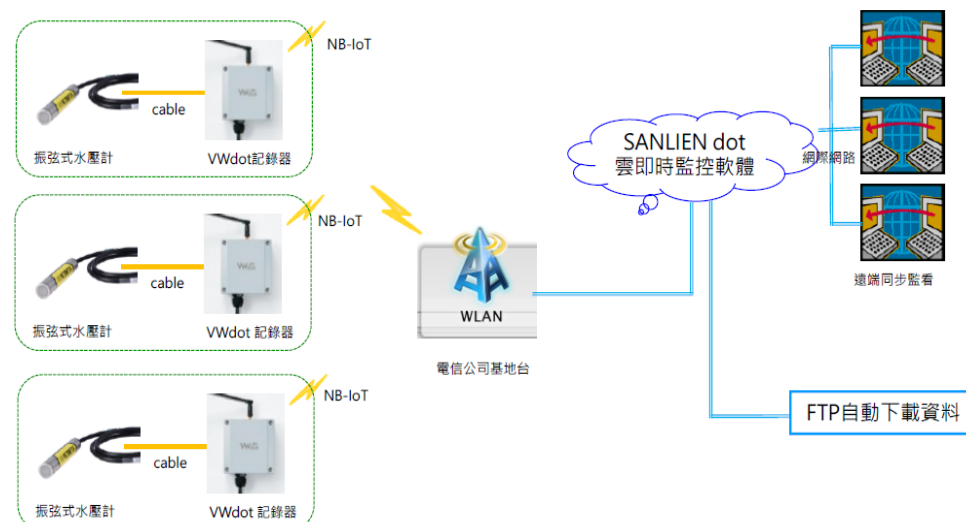 NB-IoT
cable
振弦式水壓計
VWdot記錄器
NB-IoT
cable
振弦式水壓計
VWdot 記錄器
NB-IoT
cable
振弦式水壓計
VWdot 記錄器
WLAN
電信公司基地台
SANLIEN dot
雲即時監控軟體
網際網路
遠端同步監看
FTP自動下載資料